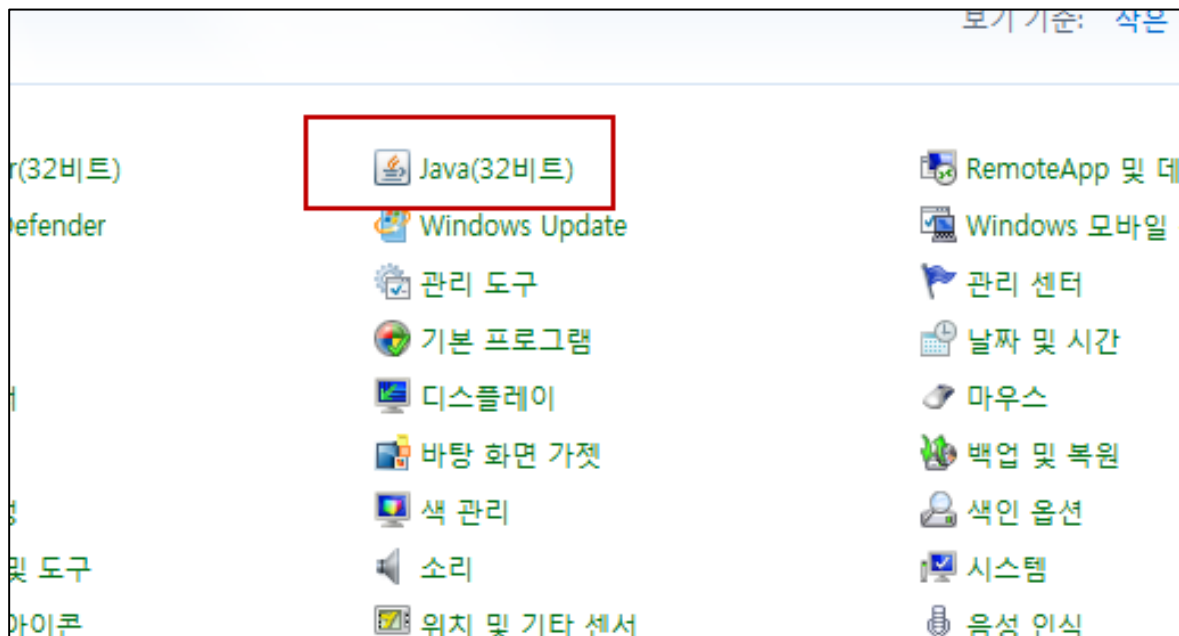 보기 기준: 작은
r(32비트)
Java(32비트)
RemoteApp 및 데
Defender
Windows Update
Windows 모바일
관리 도구
관리 센터
기본 프로그램
날짜 및 시간
디스플레이
마우스
바탕 화면 가젯
백업 및 복원
색 관리
색인 옵션
및 도구
소리
시스템
아이콘
위치 및 기타 센서
음성 인식